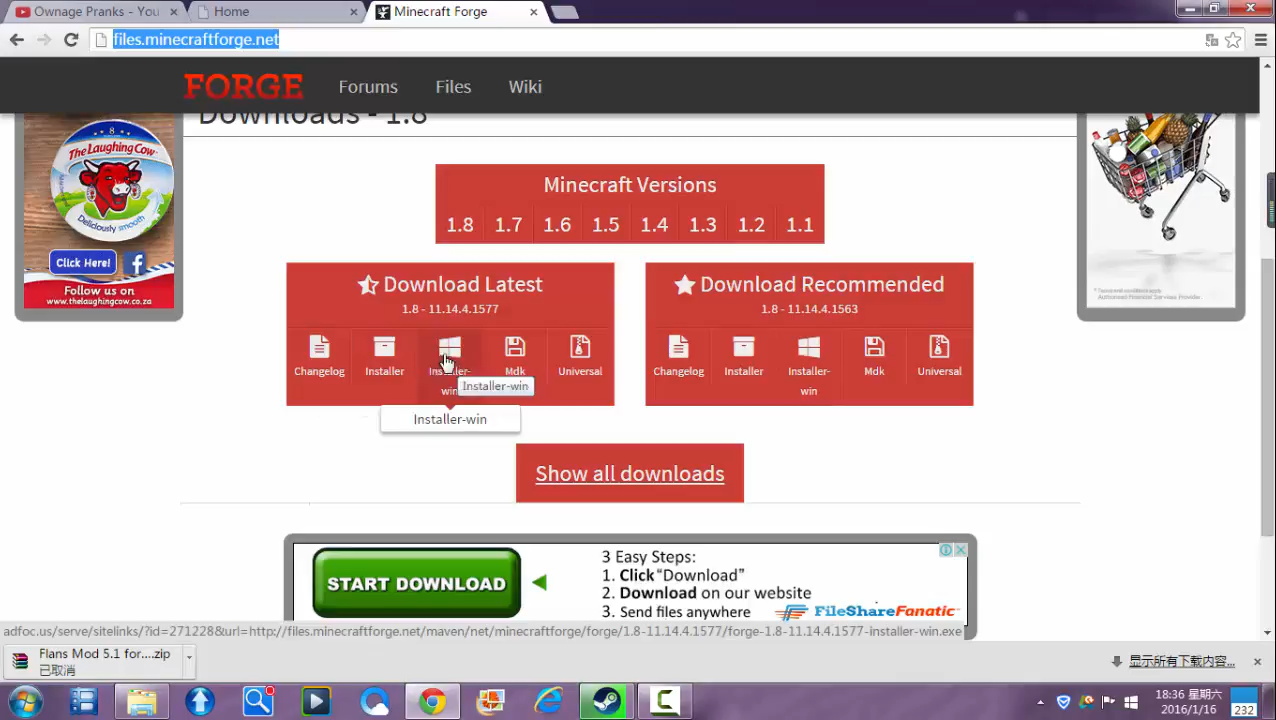 Ownage Pranks - You
Home
Minecraft Forge
files.minecraftforge.net
FORGE
Forums
Files
Wiki
Downloads - 1.8
The Laughing Cow
Deliciously smooth
Click Here!
Follow us on
www.thelaughingcow.co.za
Minecraft Versions
1.8 1.7 1.6 1.5 1.4 1.3 1.2 1.1
Download Latest
1.8 - 11.14.4.1577
Changelog
Installer
Installer-
win
Mdk
Universal
Installer-win
Installer-win
Download Recommended
1.8 - 11.14.4.1563
Changelog
Installer
Installer-
win
Mdk
Universal
Show all downloads
START DOWNLOAD
3 Easy Steps:
1. Click “Download”
2. Download on our website
3. Send files anywhere
FileShareFanatic
adfoc.us/serve/sitelinks/?id=271228&url=http://files.minecraftforge.net/maven/net/minecraftforge/forge/1.8-11.14.4.1577/forge-1.8-11.14.4.1577-installer-win.exe
Flans Mod 5.1 for....zip
已取消
显示所有下载内容...
18:36 星期六
2016/1/16
232